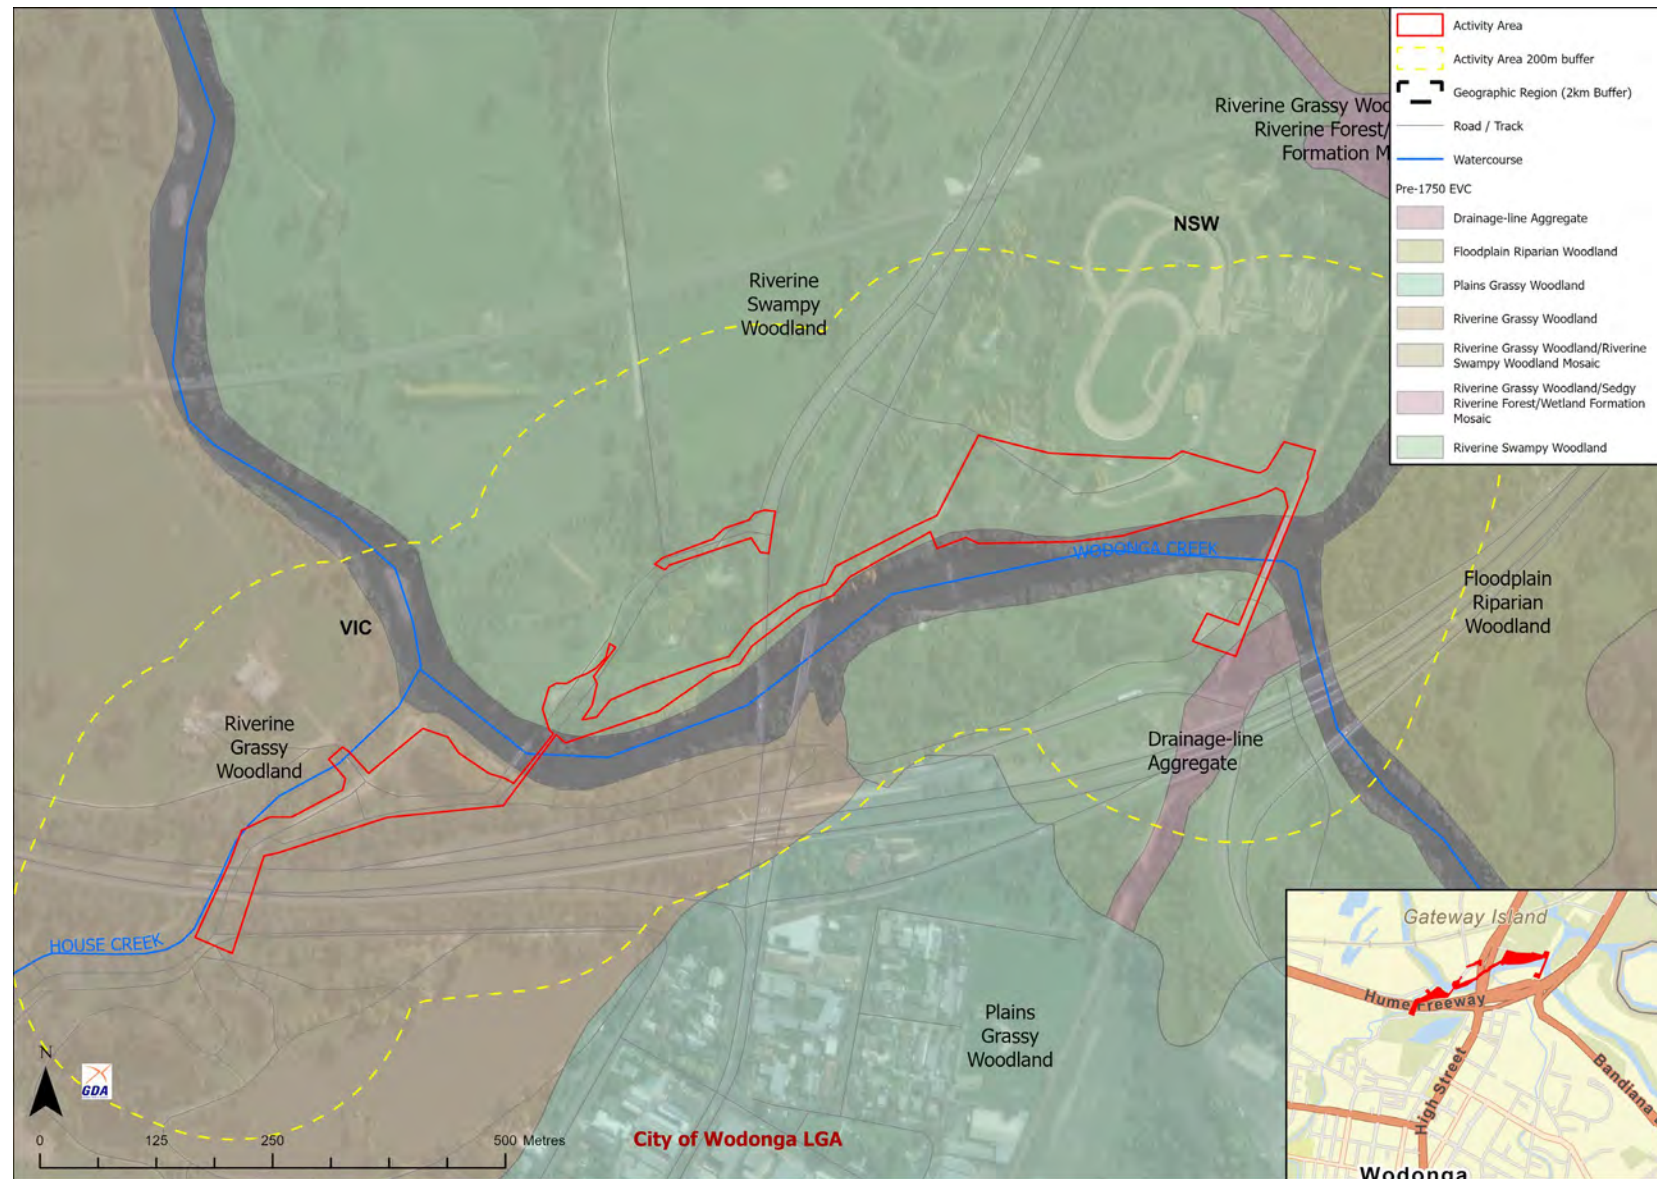 Activity Area
Activity Area 200m buffer
Geographic Region (2km Buffer)
Road / Track
Watercourse
Pre-1750 EVC
Drainage-line Aggregate
Floodplain Riparian Woodland
Plains Grassy Woodland
Riverine Grassy Woodland
Riverine Grassy Woodland/Riverine
Swampy Woodland Mosaic
Riverine Grassy Woodland/Sedgy
Riverine Forest/Wetland Formation
Mosaic
Riverine Swampy Woodland
Riverine Grassy Woo
Riverine Forest/
Formation M
NSW
Riverine
Swampy
Woodland
WODONGA CREEK
Floodplain
Riparian
Woodland
VIC
Riverine
Grassy
Woodland
Drainage-line
Aggregate
HOUSE CREEK
Plains
Grassy
Woodland
N
GDA
0 125 250 500 Metres
City of Wodonga LGA
Gateway Island
Hume Freeway
High Street
Bandiana
Wodonga